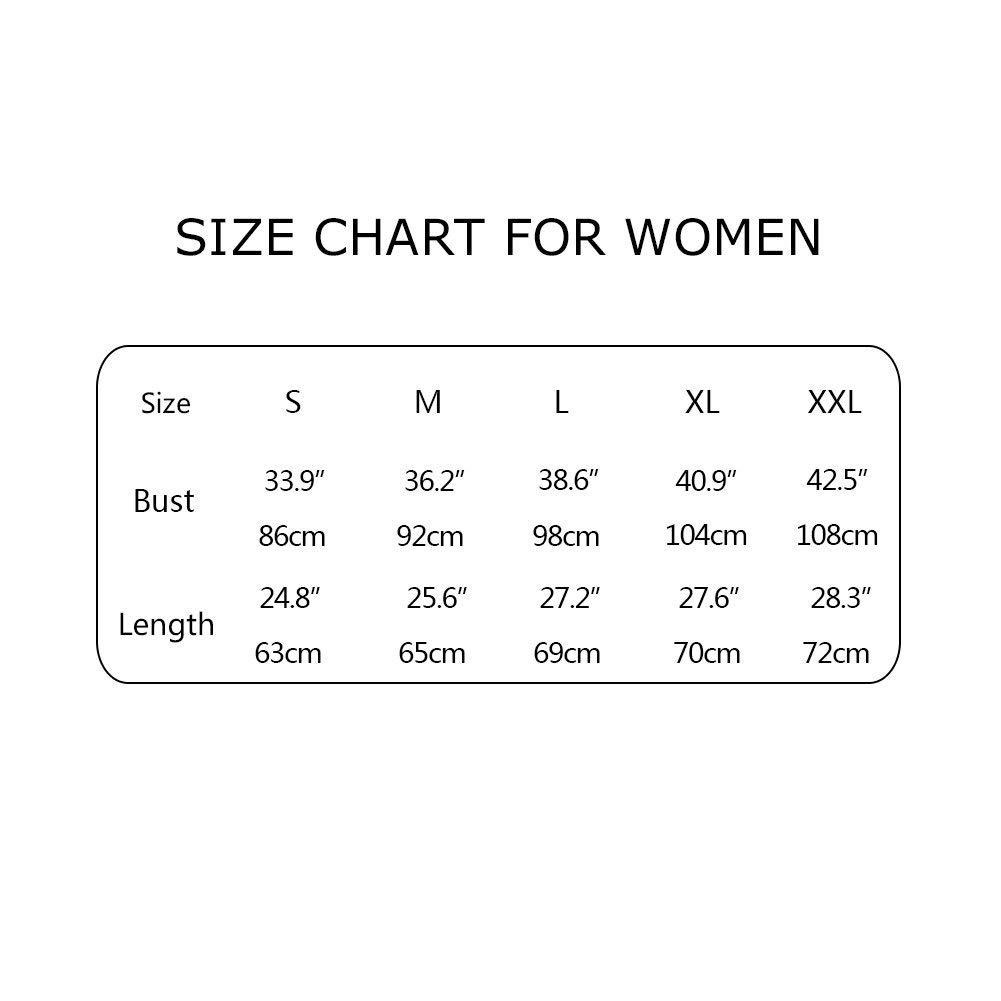 SIZE CHART FOR WOMEN
Size S M L XL XXL
Bust
33.9” 36.2” 38.6” 40.9” 42.5”
86cm 92cm 98cm 104cm 108cm
Length
24.8” 25.6” 27.2” 27.6” 28.3”
63cm 65cm 69cm 70cm 72cm